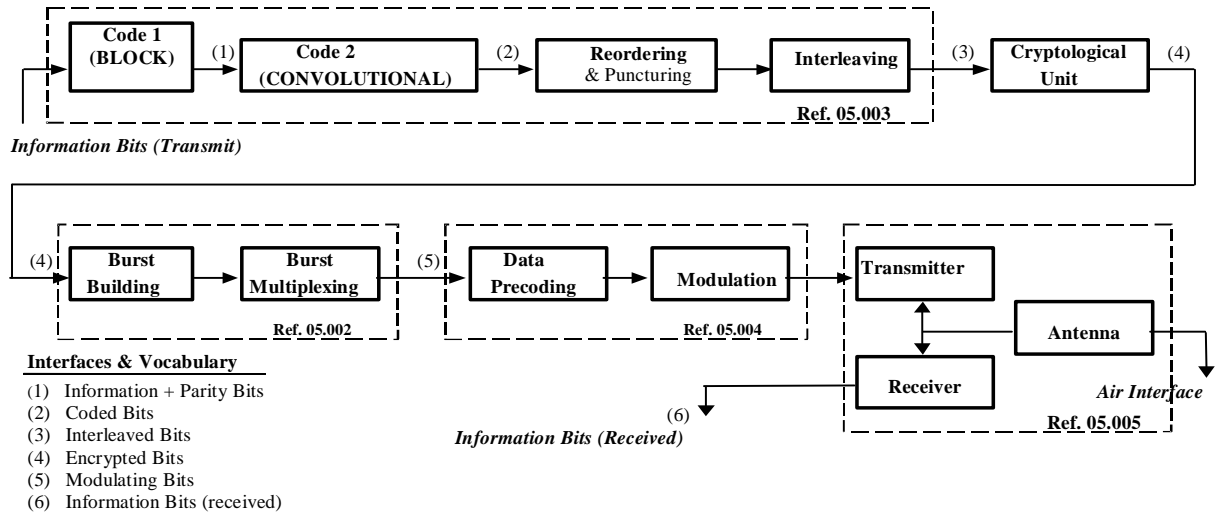 Code 1
(BLOCK)
(1)
Code 2
(CONVOLUTIONAL)
(2)
Reordering
& Puncturing
Interleaving
(3)
Cryptological
Unit
(4)
Ref. 05.003
Information Bits (Transmit)
(4)
Burst
Building
Burst
Multiplexing
(5)
Data
Precoding
Modulation
Transmitter
Ref. 05.002
Ref. 05.004
Antenna
Receiver
Air Interface
(6)
Information Bits (Received)
Ref. 05.005
Interfaces & Vocabulary
(1) Information + Parity Bits
(2) Coded Bits
(3) Interleaved Bits
(4) Encrypted Bits
(5) Modulating Bits
(6) Information Bits (received)